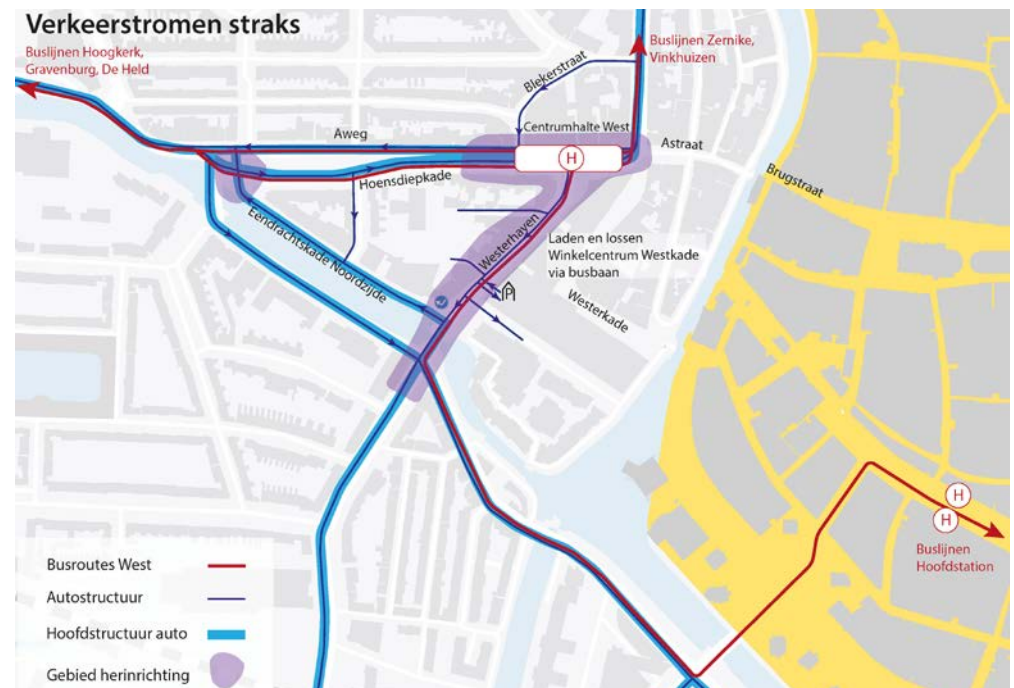 Verkeerstromen straks
Buslijnen Hoogkerk,
Gravenburg, De Held
Buslijnen Zernike,
Vinkhuizen
Blekerstraat
Centrumhalte West
Aweg
Astraat
H
Hoensdiepkade
Brugstraat
Eendrachtskade Noordzijde
Westerhaven
Laden en lossen
Winkelcentrum Westkade
via busbaan
P
Westerkade
H
H
Buslijnen
Hoofdstation
Busroutes West
Autostructuur
Hoofdstructuur auto
Gebied herinrichting